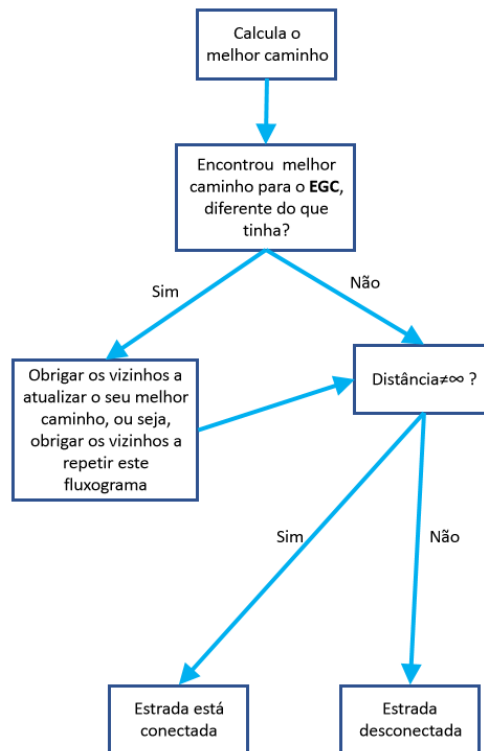 Calcula o
melhor caminho
Encontrou melhor
caminho para o EGC,
diferente do que
tinha?
Sim
Não
Obrigar os vizinhos a
atualizar o seu melhor
caminho, ou seja,
obrigar os vizinhos a
repetir este
fluxograma
Distância≠∞ ?
Sim
Não
Estrada está
conectada
Estrada
desconectada